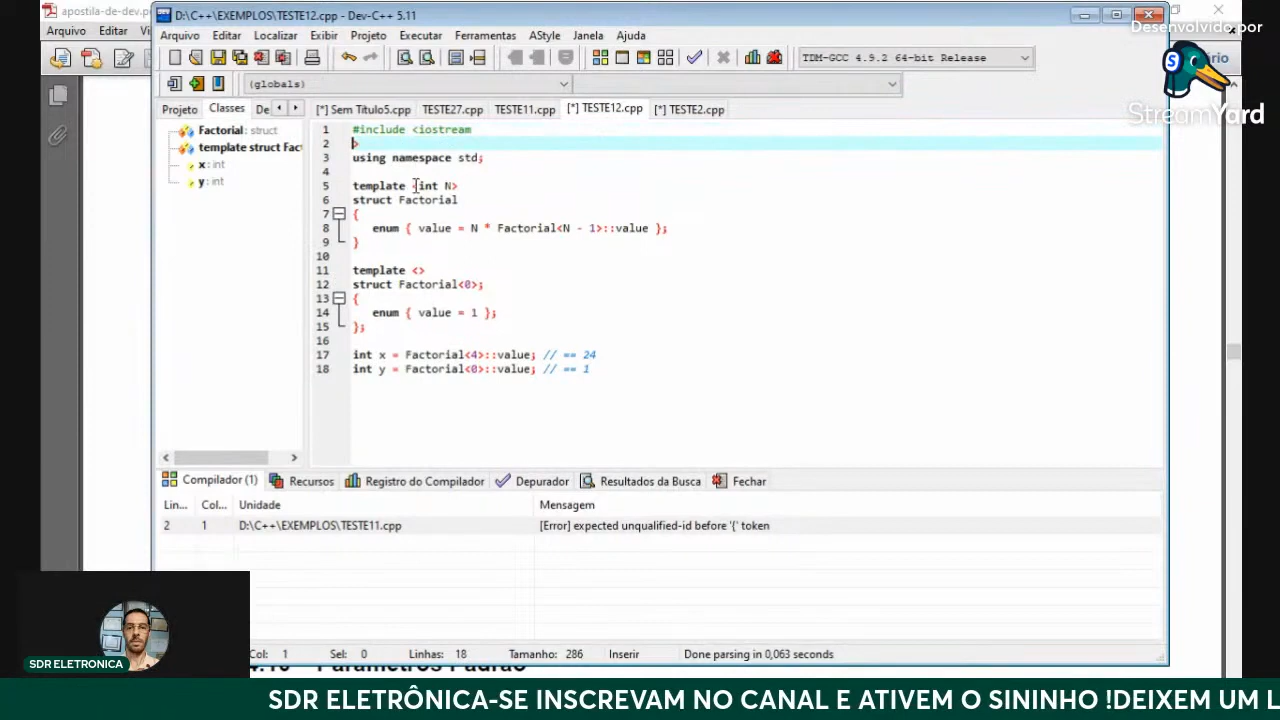 apostila-de-dev.p
D:\C++\EXEMPLOS\TESTE12.cpp - Dev-C++ 5.11
Desenvolvido por
StreamYard
Arquivo Editar Vi
Arquivo Editar Localizar Exibir Projeto Executar Ferramentas AStyle Janela Ajuda
TDM-GCC 4.9.2 64-bit Release
(globals)
Projeto Classes De
[*] Sem Título5.cpp TESTE27.cpp TESTE11.cpp [*] TESTE12.cpp [*] TESTE2.cpp
Factorial : struct
template struct Fact
x : int
y : int
1 #include <iostream
2 >
3 using namespace std;
4
5 template <int N>
6 struct Factorial
7 {
8 enum { value = N * Factorial<N - 1>::value };
9 }
10
11 template <>
12 struct Factorial<0>;
13 {
14 enum { value = 1 };
15 };
16
17 int x = Factorial<4>::value; // == 24
18 int y = Factorial<0>::value; // == 1
Compilador (1) Recursos Registro do Compilador Depurador Resultados da Busca Fechar
Lin... Col... Unidade Mensagem
2 1 D:\C++\EXEMPLOS\TESTE11.cpp [Error] expected unqualified-id before '{' token
Col: 1 Sel: 0 Linhas: 18 Tamanho: 286 Inserir Done parsing in 0,063 seconds
SDR ELETRONICA
SDR ELETRÔNICA-SE INSCREVAM NO CANAL E ATIVEM O SININHO !DEIXEM UM L